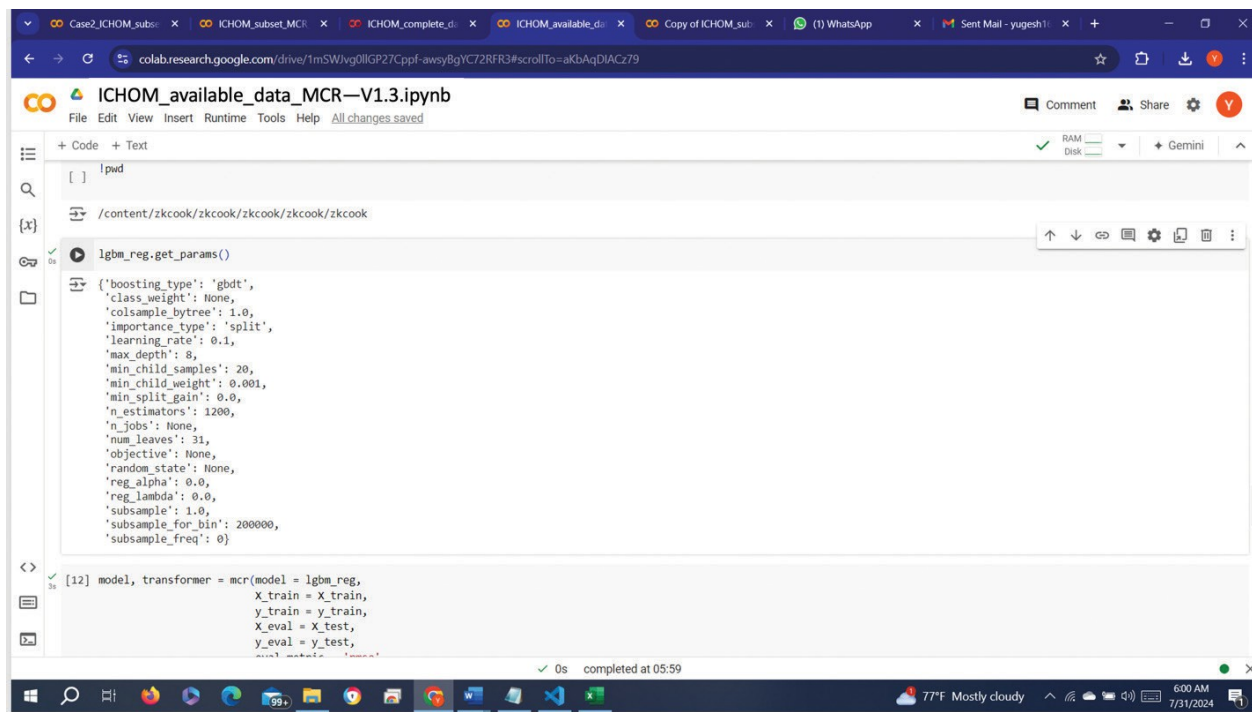 Case2_ICHOM_subse
ICHOM_subset_MCR
ICHOM_complete_da
ICHOM_available_dat
Copy of ICHOM_sub
(1) WhatsApp
Sent Mail - yugesh1
colab.research.google.com/drive/1mSWJvg0llGP27Cppf-awsyBgYC72RFR3#scrollTo=aKbAqDIACz79
Y
CO
ICHOM_available_data_MCR—V1.3.ipynb
File Edit View Insert Runtime Tools Help All changes saved
Comment Share Y
+ Code + Text
RAM
Disk
Gemini
[ ] !pwd
/content/zkcook/zkcook/zkcook/zkcook/zkcook
{x}
0s
lgbm_reg.get_params()
{'boosting_type': 'gbdt',
'class_weight': None,
'colsample_bytree': 1.0,
'importance_type': 'split',
'learning_rate': 0.1,
'max_depth': 8,
'min_child_samples': 20,
'min_child_weight': 0.001,
'min_split_gain': 0.0,
'n_estimators': 1200,
'n_jobs': None,
'num_leaves': 31,
'objective': None,
'random_state': None,
'reg_alpha': 0.0,
'reg_lambda': 0.0,
'subsample': 1.0,
'subsample_for_bin': 200000,
'subsample_freq': 0}
3s
[12] model, transformer = mcr(model = lgbm_reg,
X_train = X_train,
y_train = y_train,
X_eval = X_test,
y_eval = y_test,
0s completed at 05:59
99+
77°F Mostly cloudy
6:00 AM
7/31/2024
1